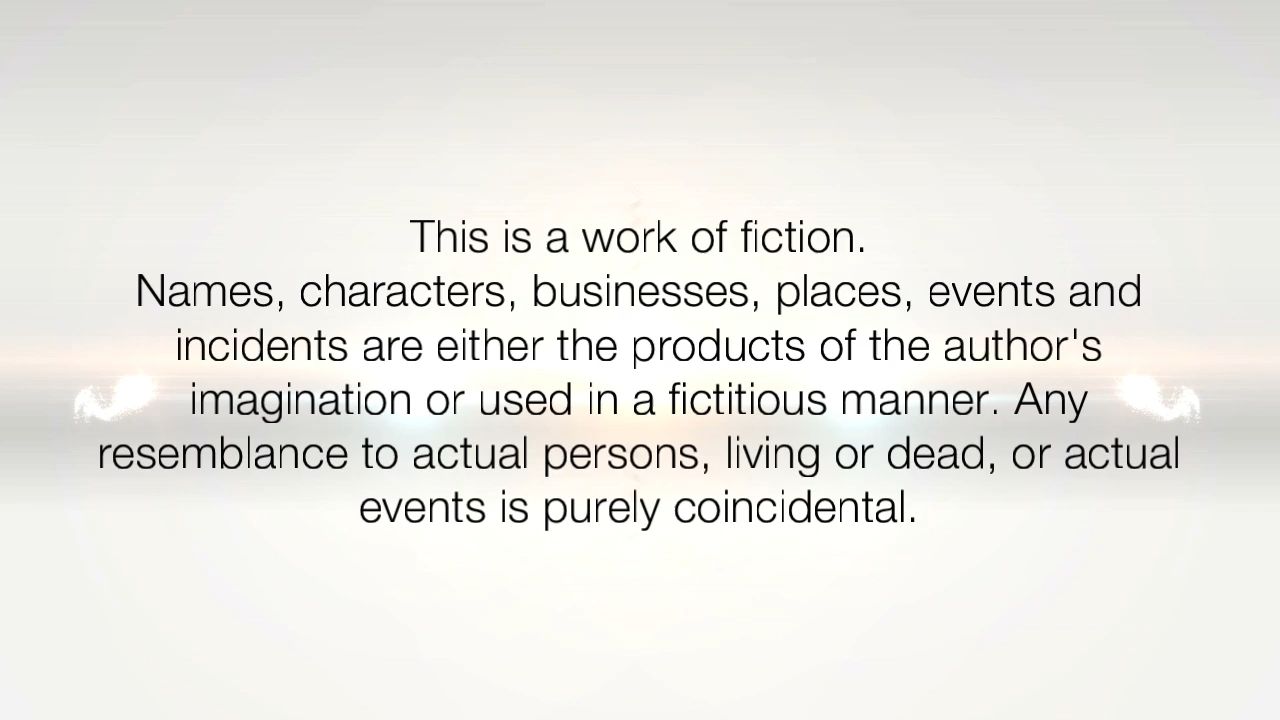 This is a work of fiction.
Names, characters, businesses, places, events and
incidents are either the products of the author's
imagination or used in a fictitious manner. Any
resemblance to actual persons, living or dead, or actual
events is purely coincidental.